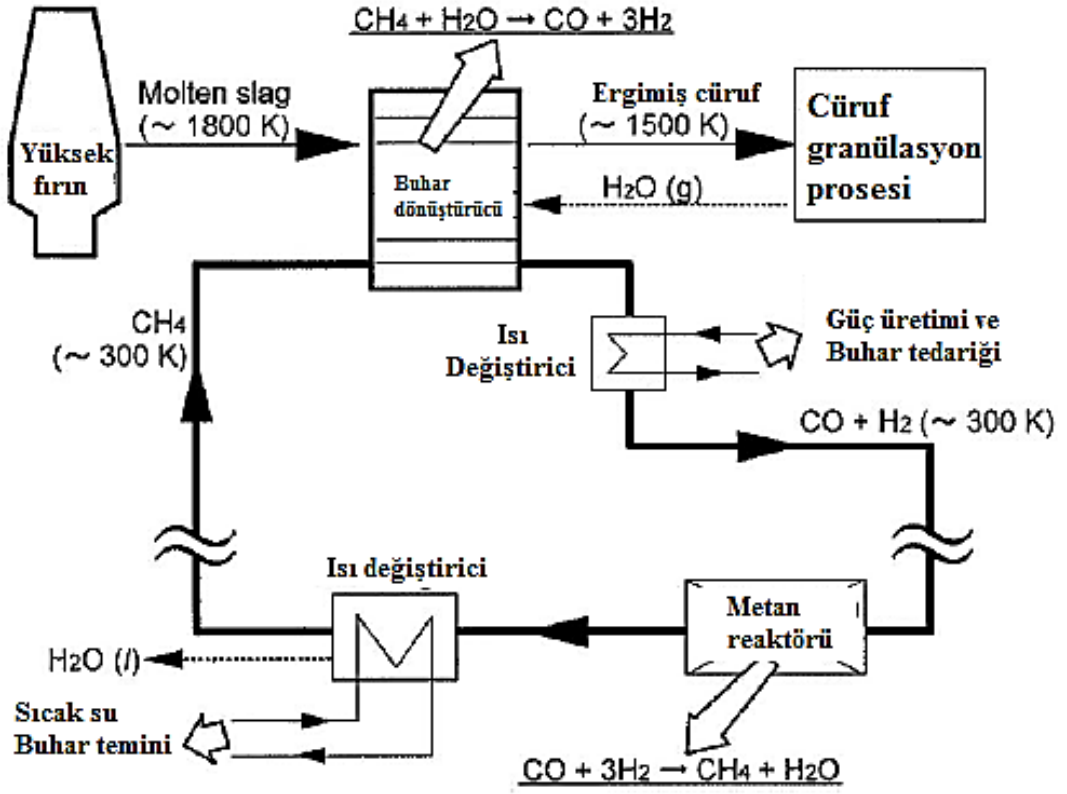 CH4 + H2O → CO + 3H2
Molten slag
(~ 1800 K)
Ergimiş cüruf
(~ 1500 K)
Cüruf
granülasyon
prosesi
Yüksek
fırın
Buhar
dönüştürücü
H2O (g)
CH4
(~ 300 K)
Isı
Değiştirici
Güç üretimi ve
Buhar tedariği
CO + H2 (~ 300 K)
Isı değiştirici
Metan
reaktörü
H2O (l)
Sıcak su
Buhar temini
CO + 3H2 → CH4 + H2O